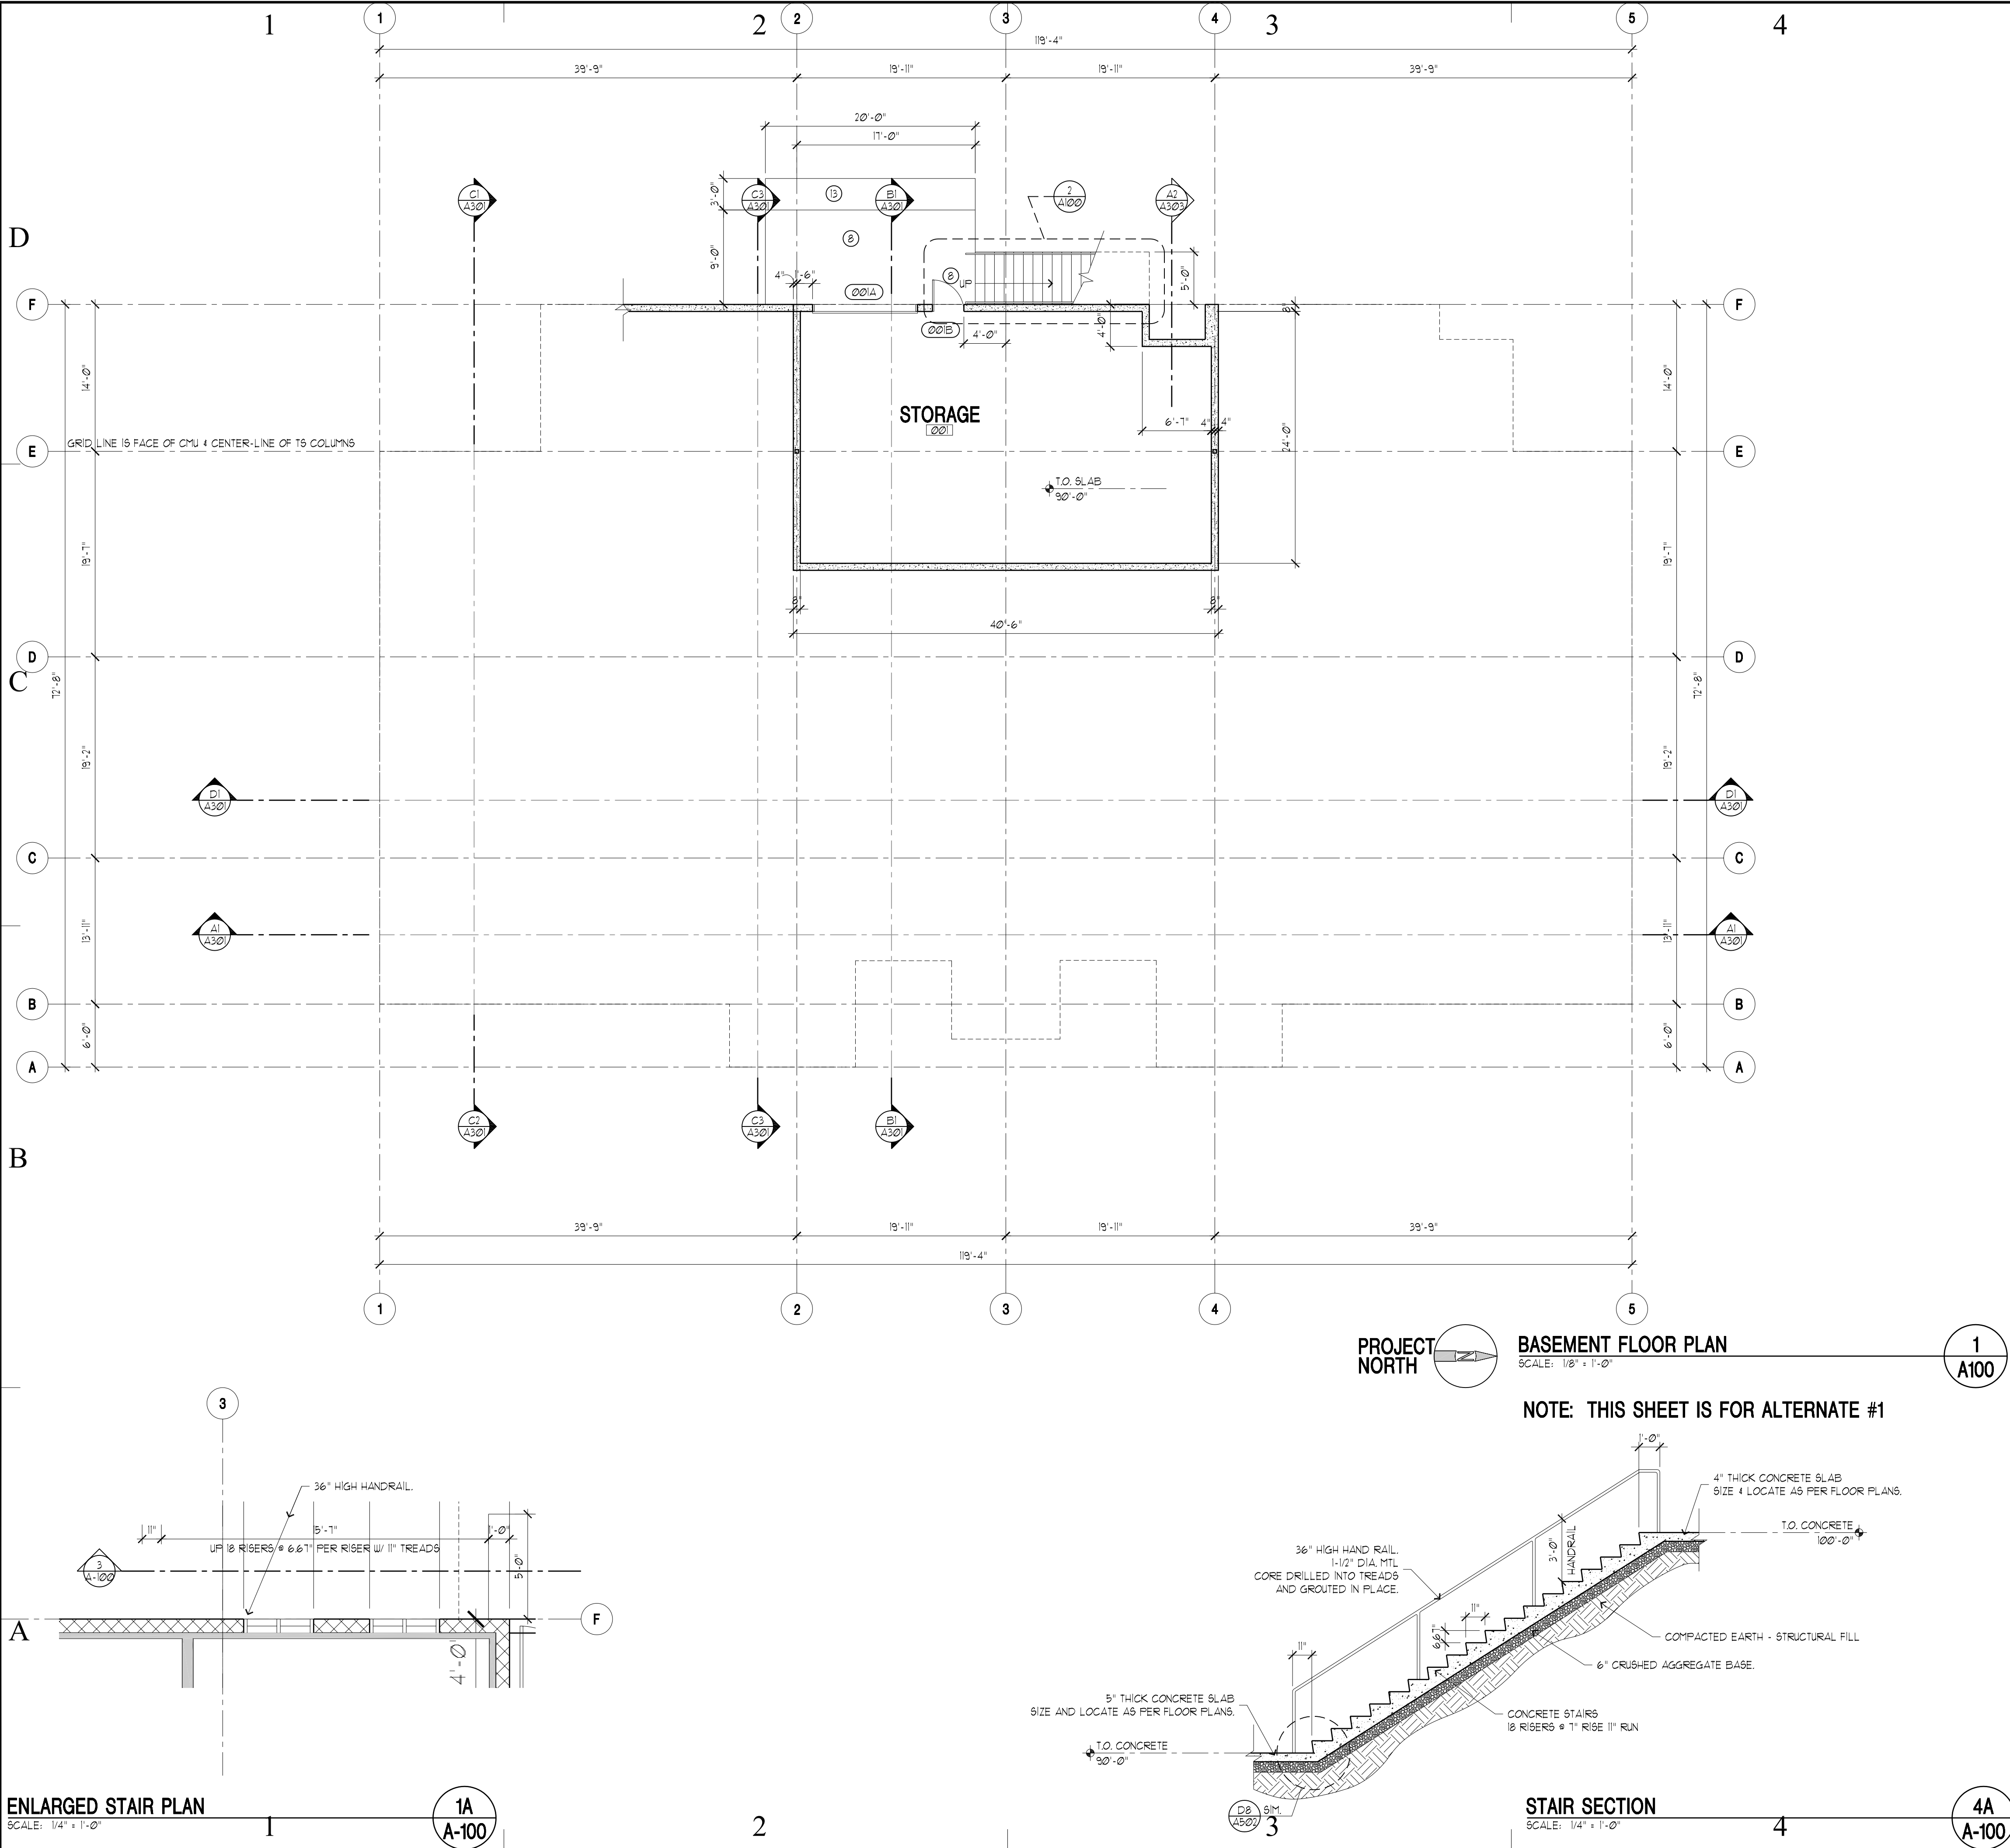 1
2
3
4
1
2
3
4
5
119'-4"
39'-9"
19'-11"
19'-11"
39'-9"
20'-0"
17'-0"
C1
A301
3'-0"
C3
A301
13
B1
A301
2
A100
A2
A303
D
9'-0"
8
4"
1'-6"
8
UP
5'-0"
001A
F
F
8"
001B
4'-0"
4'-0"
14'-0"
14'-0"
STORAGE
001
6'-7"
4"
4"
24'-0"
GRID LINE IS FACE OF CMU & CENTER-LINE OF TS COLUMNS
E
E
T.O. SLAB
90'-0"
19'-7"
19'-7"
8"
8"
40'-6"
D
D
C
72'-8"
72'-8"
19'-2"
19'-2"
D1
A301
D1
A301
C
C
13'-11"
13'-11"
A1
A301
A1
A301
B
B
6'-0"
6'-0"
A
A
C2
A301
C3
A301
B1
A301
B
39'-9"
19'-11"
19'-11"
39'-9"
119'-4"
1
2
3
4
5
PROJECT
NORTH
N
BASEMENT FLOOR PLAN
SCALE: 1/8" = 1'-0"
1
A100
NOTE: THIS SHEET IS FOR ALTERNATE #1
3
36" HIGH HANDRAIL.
11"
15'-7"
1'-0"
UP 18 RISERS @ 6.67" PER RISER W/ 11" TREADS
5'-0"
3
A-100
F
A
4'-0"
ENLARGED STAIR PLAN
SCALE: 1/4" = 1'-0"
1A
A-100
1'-0"
4" THICK CONCRETE SLAB
SIZE & LOCATE AS PER FLOOR PLANS.
T.O. CONCRETE
100'-0"
36" HIGH HAND RAIL.
1-1/2" DIA. MTL
CORE DRILLED INTO TREADS
AND GROUTED IN PLACE.
3'-0"
HANDRAIL
11"
6.67"
11"
COMPACTED EARTH - STRUCTURAL FILL
6" CRUSHED AGGREGATE BASE.
5" THICK CONCRETE SLAB
SIZE AND LOCATE AS PER FLOOR PLANS.
CONCRETE STAIRS
18 RISERS @ 7" RISE 11" RUN
T.O. CONCRETE
90'-0"
D8
A502
SIM.
STAIR SECTION
SCALE: 1/4" = 1'-0"
4A
A-100
1
2
3
4